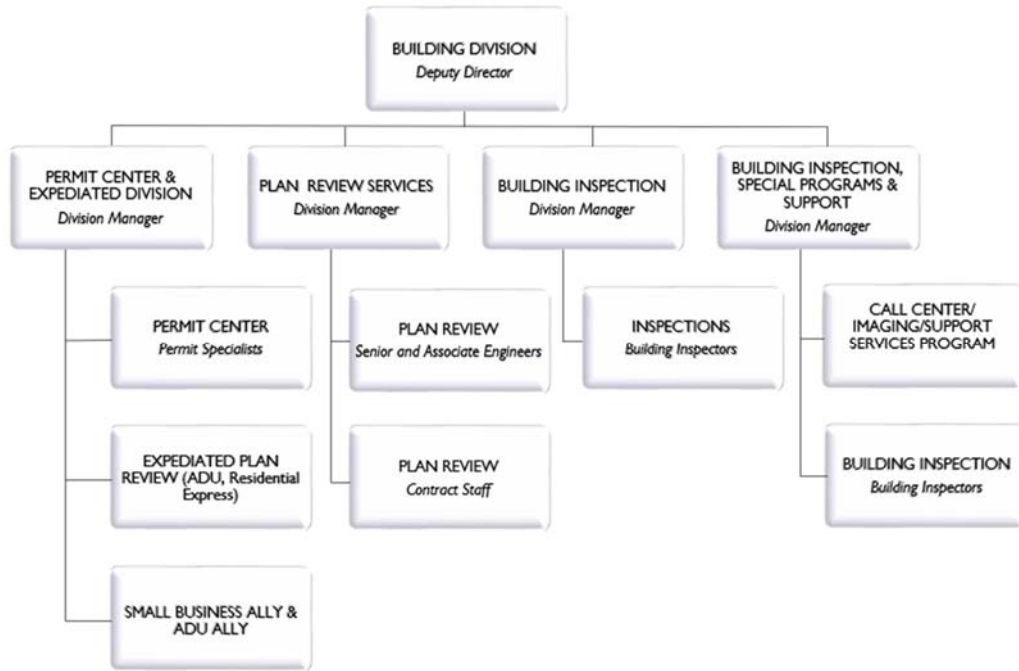 BUILDING DIVISION
Deputy Director
PERMIT CENTER &
EXPEDIATED DIVISION
Division Manager
PLAN REVIEW SERVICES
Division Manager
BUILDING INSPECTION
Division Manager
BUILDING INSPECTION,
SPECIAL PROGRAMS &
SUPPORT
Division Manager
PERMIT CENTER
Permit Specialists
PLAN REVIEW
Senior and Associate Engineers
INSPECTIONS
Building Inspectors
CALL CENTER/
IMAGING/SUPPORT
SERVICES PROGRAM
EXPEDIATED PLAN
REVIEW (ADU, Residential
Express)
PLAN REVIEW
Contract Staff
BUILDING INSPECTION
Building Inspectors
SMALL BUSINESS ALLY &
ADU ALLY